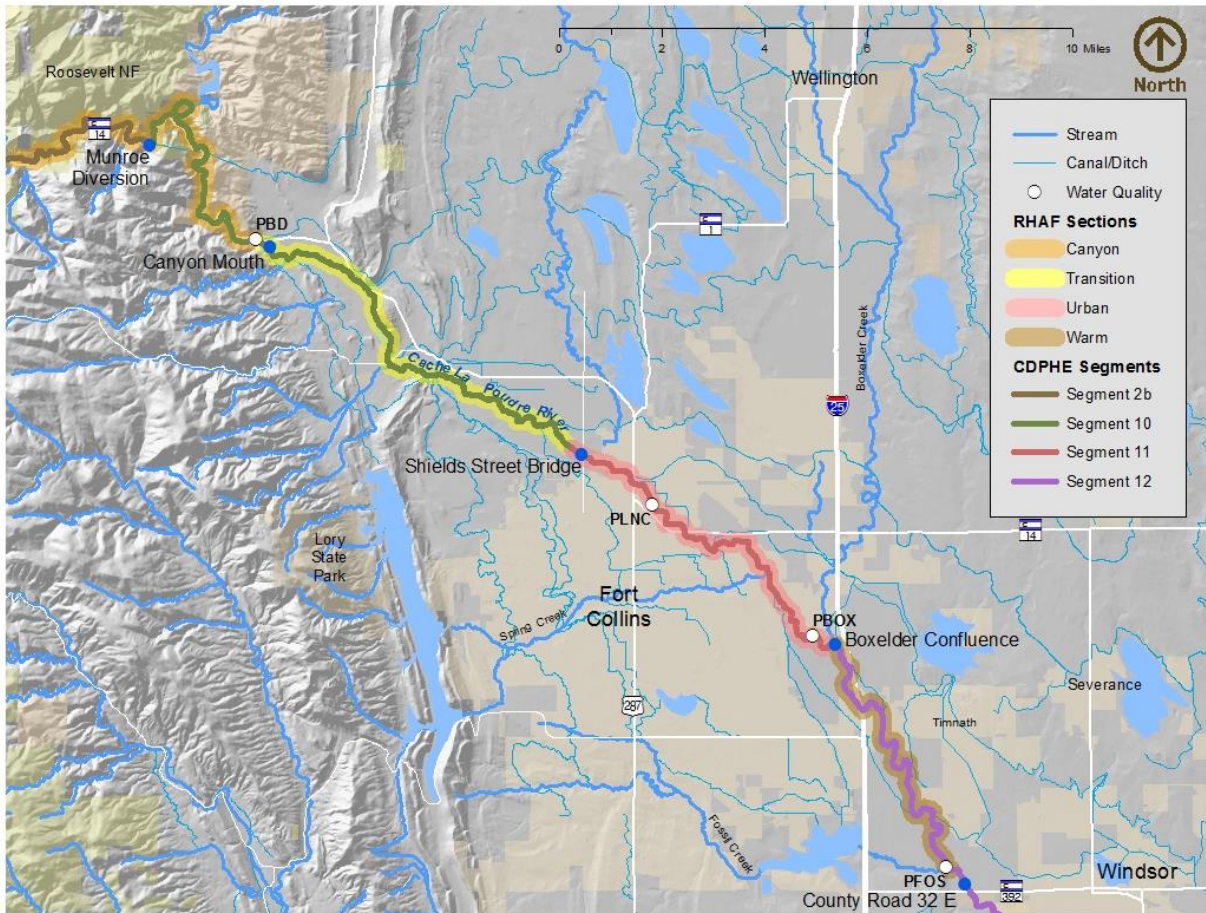 Roosevelt NF
14
Munroe
Diversion
PBD
Canyon Mouth
0
2
4
6
8
10 Miles
North
Wellington
1
Stream
Canal/Ditch
Water Quality
RHAF Sections
Canyon
Transition
Urban
Warm
CDPHE Segments
Segment 2b
Segment 10
Segment 11
Segment 12
Boxelder Creek
25
Cache La Poudre River
Shields Street Bridge
PLNC
14
Lory
State
Park
Fort
Collins
Spring Creek
PBOX
Boxelder Confluence
Severance
287
Timnath
Fossil Creek
PFOS
Windsor
County Road 32 E
392